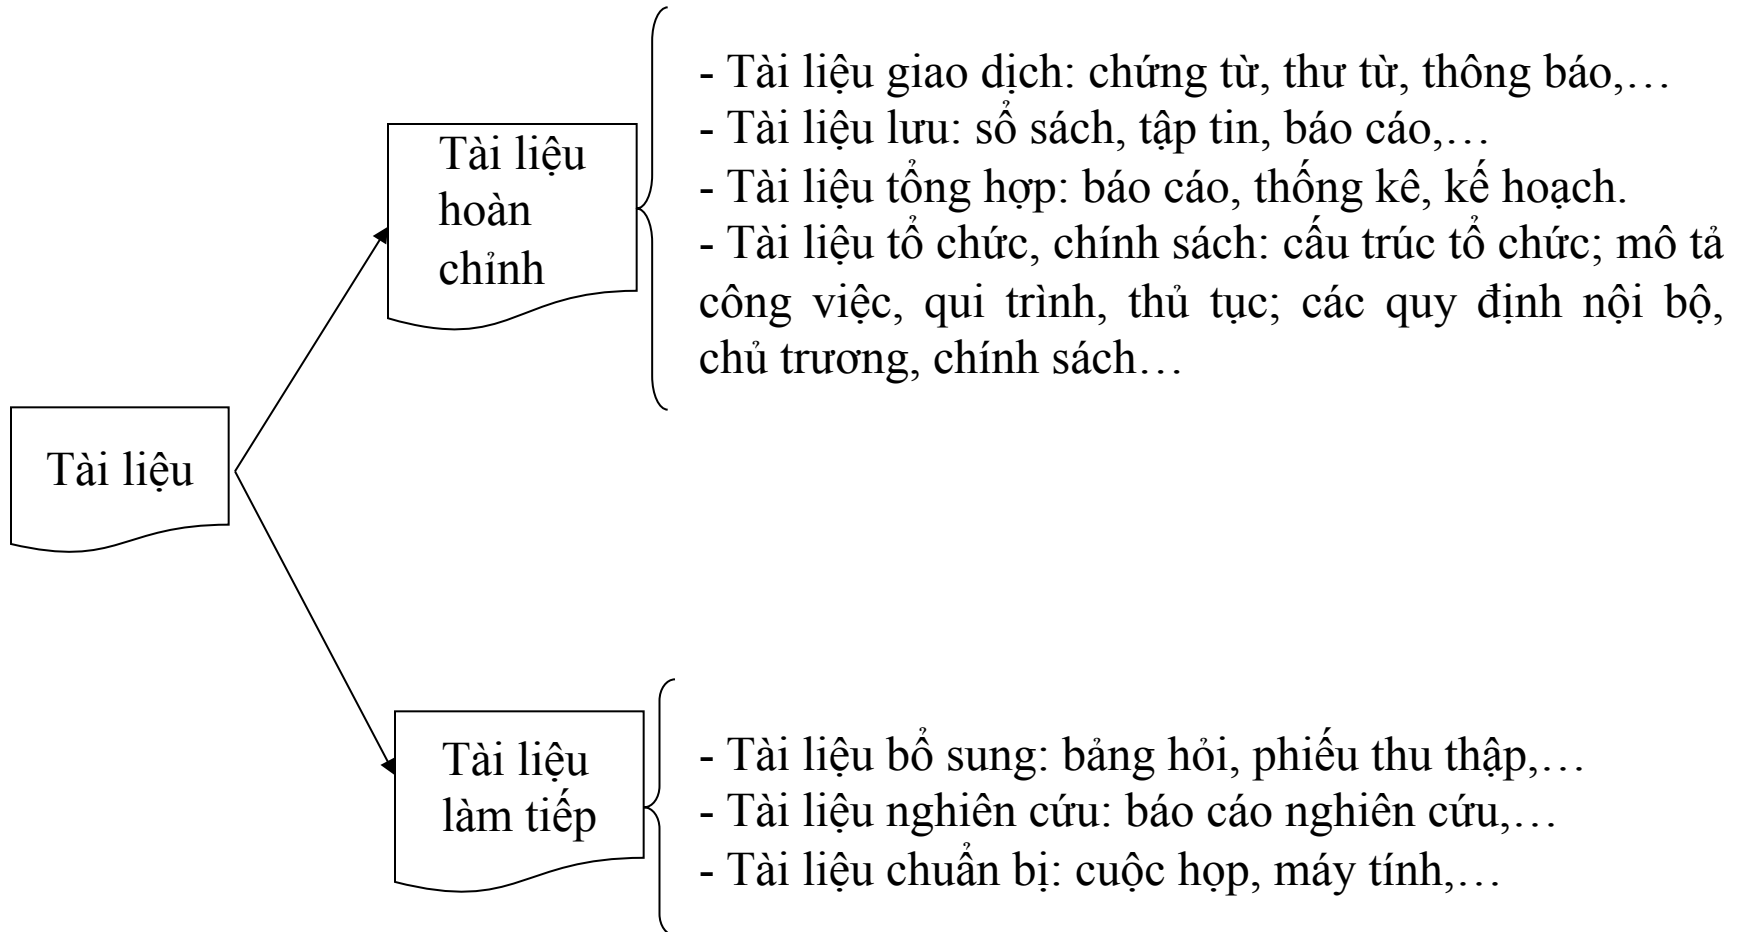 Tài liệu
Tài liệu
hoàn
chỉnh
- Tài liệu giao dịch: chứng từ, thư từ, thông báo,…
- Tài liệu lưu: sổ sách, tập tin, báo cáo,…
- Tài liệu tổng hợp: báo cáo, thống kê, kế hoạch.
- Tài liệu tổ chức, chính sách: cấu trúc tổ chức; mô tả
công việc, qui trình, thủ tục; các quy định nội bộ,
chủ trương, chính sách…
Tài liệu
làm tiếp
- Tài liệu bổ sung: bảng hỏi, phiếu thu thập,…
- Tài liệu nghiên cứu: báo cáo nghiên cứu,…
- Tài liệu chuẩn bị: cuộc họp, máy tính,…